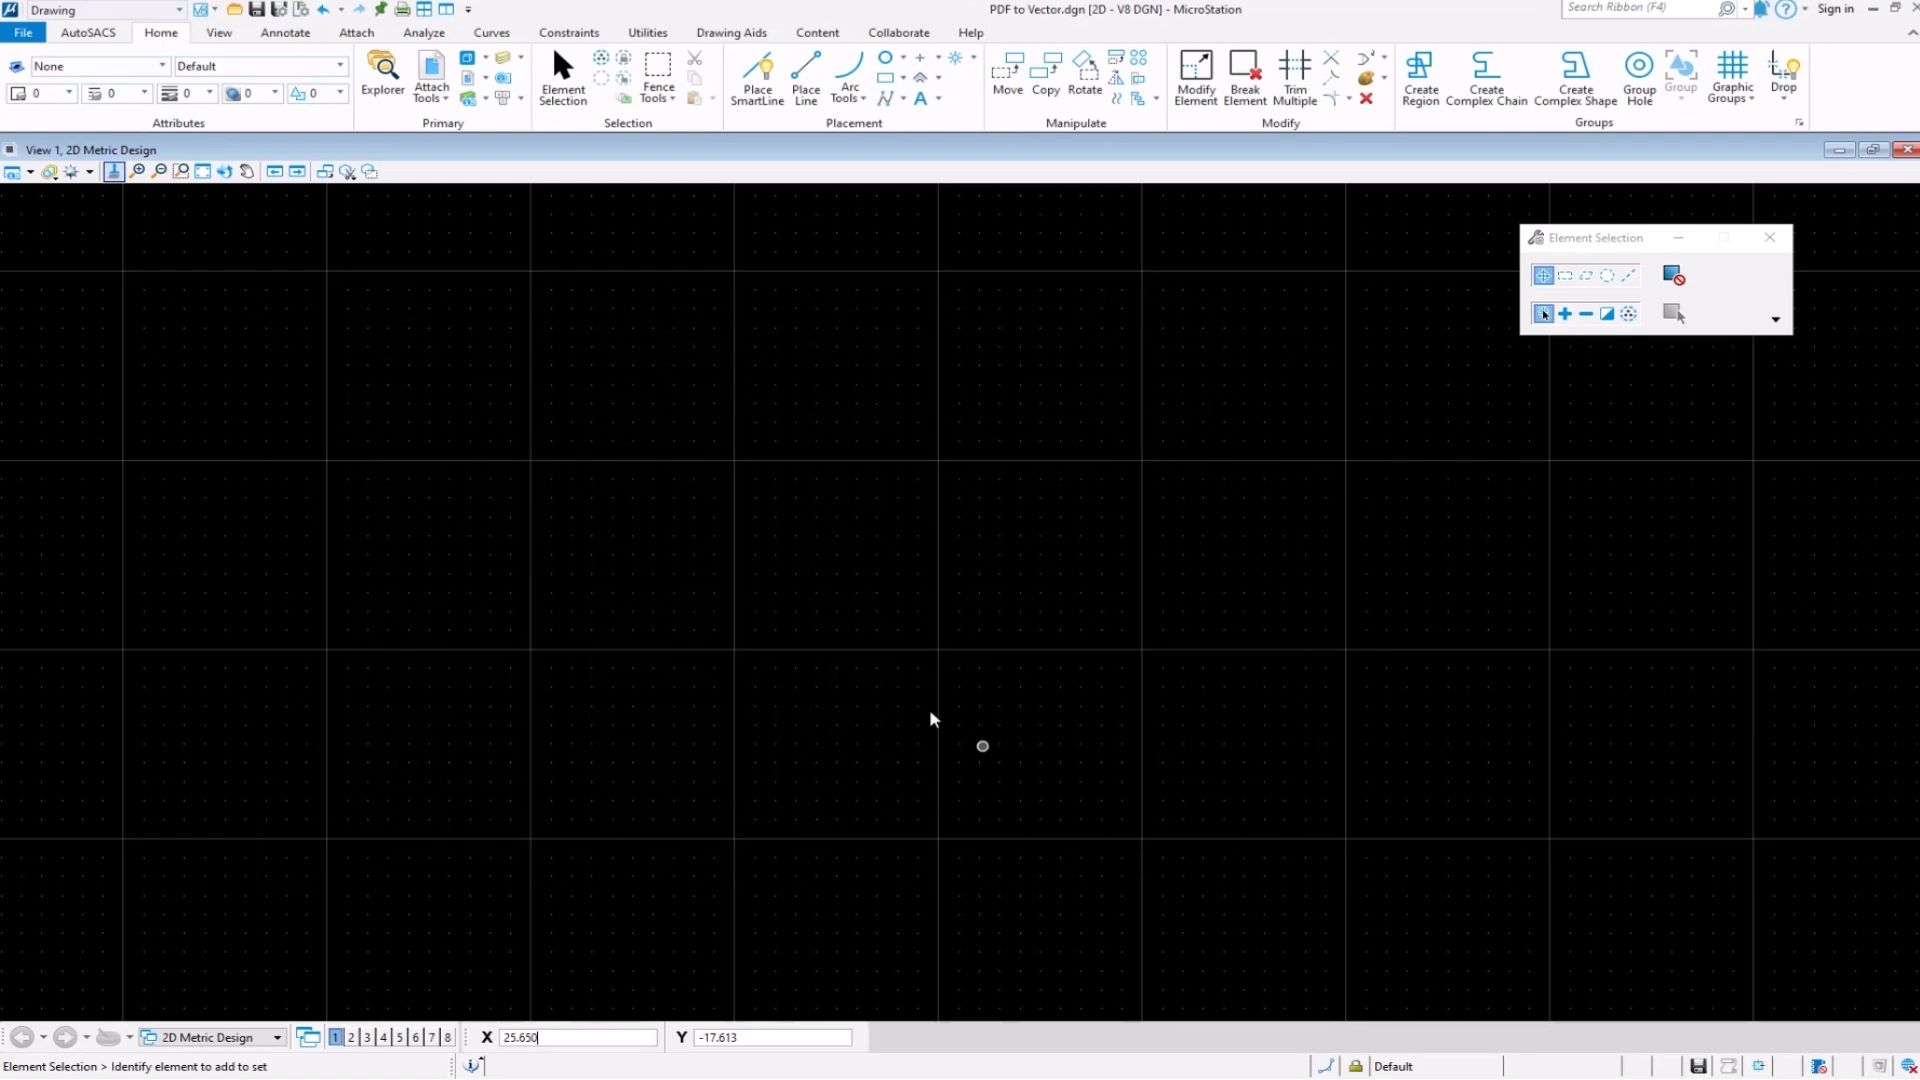 Drawing
PDF to Vector.dgn [2D - V8 DGN] - MicroStation
Search Ribbon (F4)
Sign in
File
AutoSACS
Home
View
Annotate
Attach
Analyze
Curves
Constraints
Utilities
Drawing Aids
Content
Collaborate
Help
None
Default
0
0
0
0
0
Attributes
Explorer
Attach
Tools
Primary
Element
Selection
Fence
Tools
Selection
Place
SmartLine
Place
Line
Arc
Tools
Placement
Move
Copy
Rotate
Manipulate
Modify
Element
Break
Element
Trim
Multiple
Modify
Create
Region
Create
Complex Chain
Create
Complex Shape
Group
Hole
Group
Graphic
Groups
Drop
Groups
View 1, 2D Metric Design
Element Selection
2D Metric Design
1 2 3 4 5 6 7 8
X 25.650
Y -17.613
Element Selection > Identify element to add to set
Default